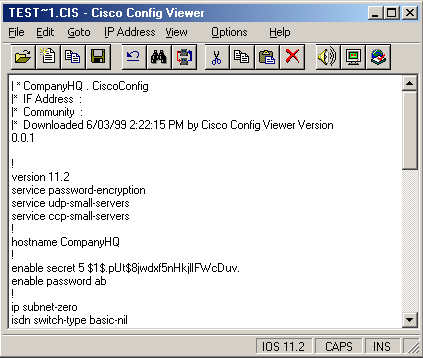 TEST~1.CIS - Cisco Config Viewer
File Edit Goto IP Address View Options Help
|* CompanyHQ . CiscoConfig
|* IF Address :
|* Community :
|* Downloaded 6/03/99 2:22:15 PM by Cisco Config Viewer Version
0.0.1
!
version 11.2
service password-encryption
service udp-small-servers
service ccp-small-servers
!
hostname CompanyHQ
!
enable secret 5 $1$.pUt$8jwdxf5nHkjIIFWcDuv.
enable password ab
!
ip subnet-zero
isdn switch-type basic-nil
IOS 11.2 CAPS INS